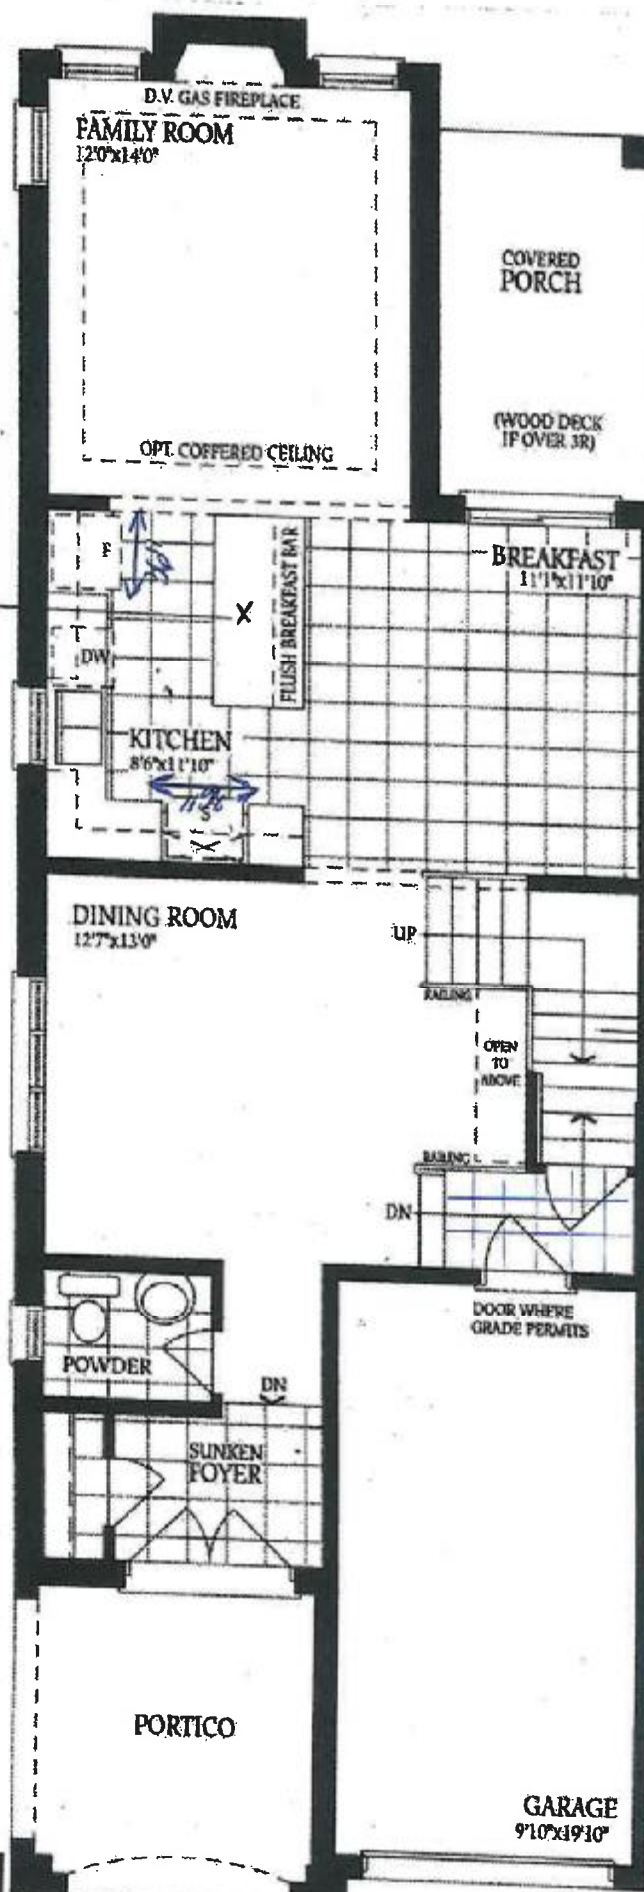 D.V. GAS FIREPLACE
FAMILY ROOM
12'0"x14'0"
COVERED
PORCH
(WOOD DECK
IF OVER 3R)
OPT. COFFERED CEILING
BREAKFAST
11'1"x11'10"
FLUSH BREAKFAST BAR
X
DW
KITCHEN
8'6"x11'10"
S
DINING ROOM
12'7"x13'0"
UP
RAILING
OPEN
TO
ABOVE
RAILING
DN
DOOR WHERE
GRADE PERMITS
POWDER
DN
SUNKEN
FOYER
PORTICO
GARAGE
9'10"x19'10"